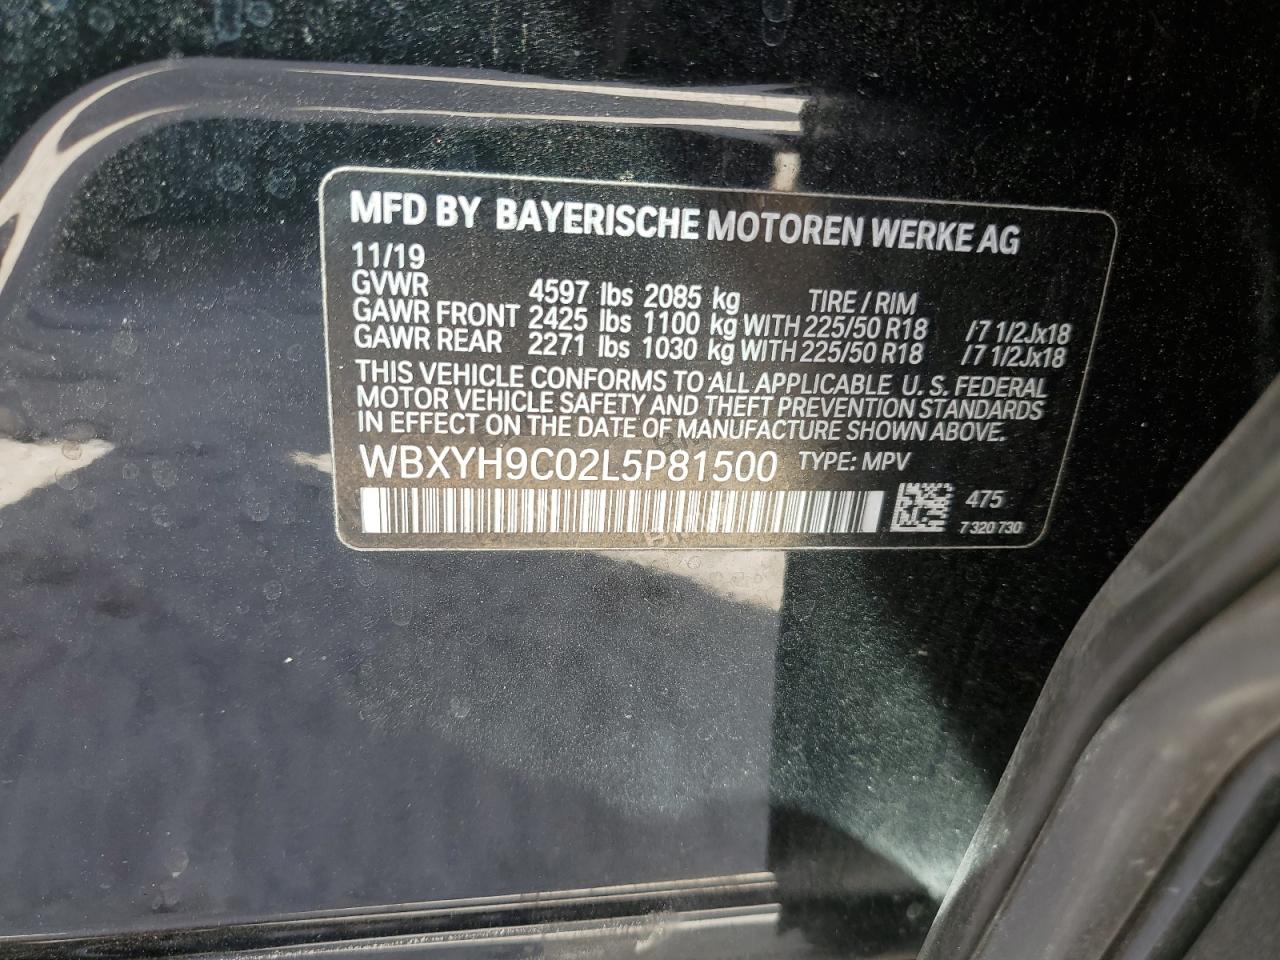 MFD BY BAYERISCHE MOTOREN WERKE AG
11/19
GVWR 4597 lbs 2085 kg TIRE / RIM
GAWR FRONT 2425 lbs 1100 kg WITH 225/50 R18 /7 1/2Jx18
GAWR REAR 2271 lbs 1030 kg WITH 225/50 R18 /7 1/2Jx18
THIS VEHICLE CONFORMS TO ALL APPLICABLE U. S. FEDERAL
MOTOR VEHICLE SAFETY AND THEFT PREVENTION STANDARDS
IN EFFECT ON THE DATE OF MANUFACTURE SHOWN ABOVE.
WBXYH9C02L5P81500 TYPE: MPV
475
7 320 730